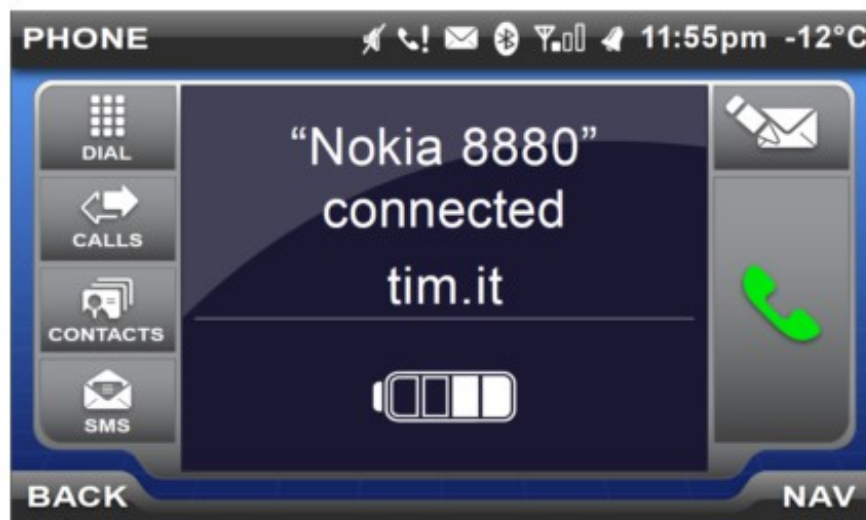 PHONE 11:55pm -12°C
DIAL
CALLS
CONTACTS
SMS
“Nokia 8880”
connected
tim.it
BACK NAV